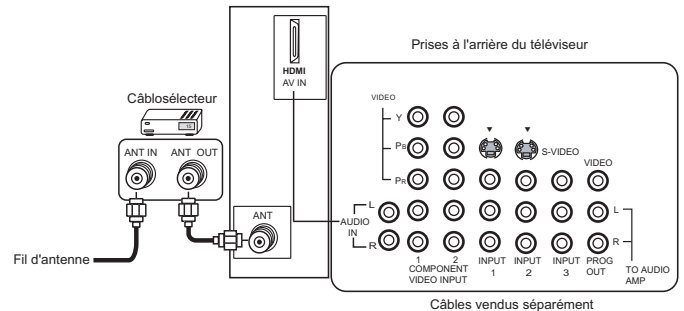 Prises à l'arrière du téléviseur
HDMI
AV IN
Câblosélecteur
ANT IN
ANT OUT
VIDEO
Y
PB
PR
S-VIDEO
VIDEO
ANT
AUDIO
IN
L
R
L
R
1
2
COMPONENT
VIDEO INPUT
INPUT
1
INPUT
2
INPUT
3
PROG
OUT
TO AUDIO
AMP
Fil d'antenne
Câbles vendus séparément